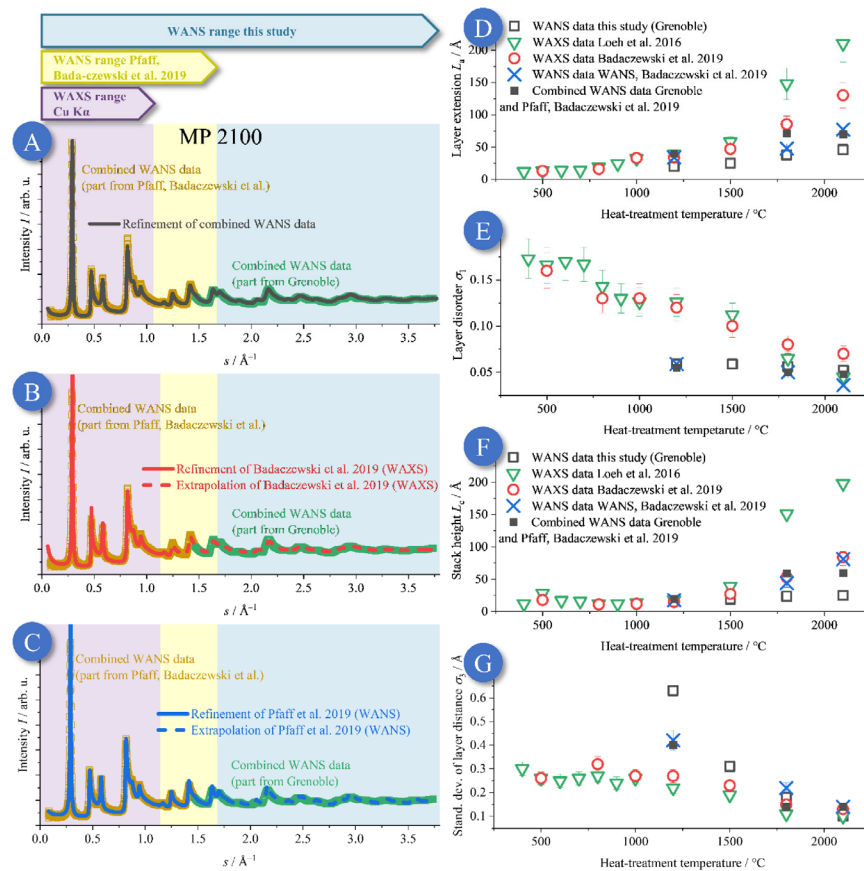 WANS range this study
WANS range Pfaff,
Bada-czewski et al. 2019
WAXS range
Cu Kα
A
MP 2100
Combined WANS data
(part from Pfaff, Badaczewski et al.)
Refinement of combined WANS data
Combined WANS data
(part from Grenoble)
Intensity I / arb. u.
0.0 0.5 1.0 1.5 2.0 2.5 3.0 3.5
s / Å⁻¹
B
Combined WANS data
(part from Pfaff, Badaczewski et al.)
Refinement of Badaczewski et al. 2019 (WAXS)
Extrapolation of Badaczewski et al. 2019 (WAXS)
Combined WANS data
(part from Grenoble)
Intensity I / arb. u.
0.0 0.5 1.0 1.5 2.0 2.5 3.0 3.5
s / Å⁻¹
C
Combined WANS data
(part from Pfaff, Badaczewski et al.)
Refinement of Pfaff et al. 2019 (WANS)
Extrapolation of Pfaff et al. 2019 (WANS)
Combined WANS data
(part from Grenoble)
Intensity I / arb. u.
0.0 0.5 1.0 1.5 2.0 2.5 3.0 3.5
s / Å⁻¹
D
WANS data this study (Grenoble)
WAXS data Loeh et al. 2016
WAXS data Badaczewski et al. 2019
WANS data WANS, Badaczewski et al. 2019
Combined WANS data Grenoble
and Pfaff, Badaczewski et al. 2019
Layer extension Lₐ / Å
200
150
100
50
0
500 1000 1500 2000
Heat-treatment temperature / °C
E
Layer disorder σ₁
0.15
0.10
0.05
500 1000 1500 2000
Heat-treatment tempetarute / °C
F
WANS data this study (Grenoble)
WAXS data Loeh et al. 2016
WAXS data Badaczewski et al. 2019
WANS data WANS, Badaczewski et al. 2019
Combined WANS data Grenoble
and Pfaff, Badaczewski et al. 2019
Stack height L_c / Å
200
150
100
50
0
500 1000 1500 2000
Heat-treatment temperature / °C
G
Stand. dev. of layer distance σ₃ / Å
0.6
0.5
0.4
0.3
0.2
0.1
500 1000 1500 2000
Heat-treatment temperature / °C